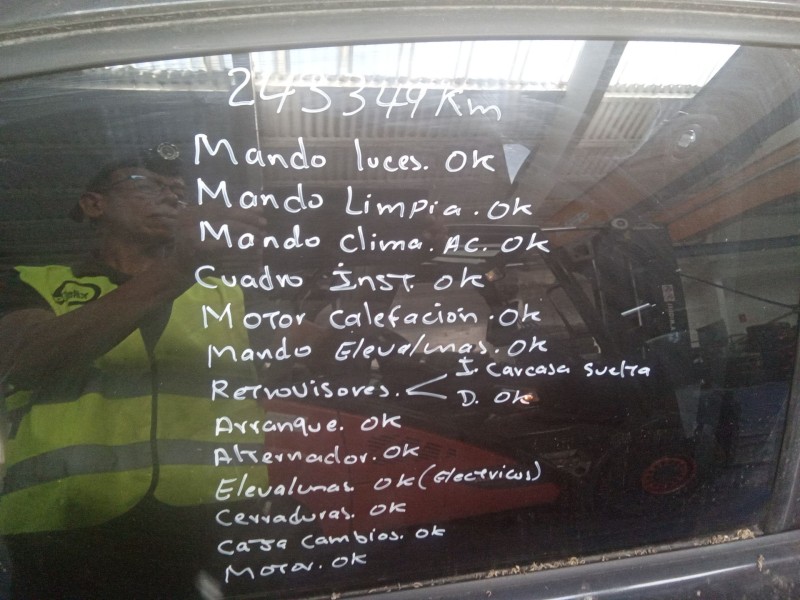 245349 Km
Mando luces. OK
Mando Limpia. OK
Mando clima. AC. OK
Cuadro inst. OK
Motor calefacion. OK
Mando Elevalunas. OK
Retrovisores. I. Carcasa suelta
D. OK
Arranque. OK
Alternador. OK
Elevalunas OK (Electricos)
Cerraduras. OK
Caja cambios. OK
Motor. OK